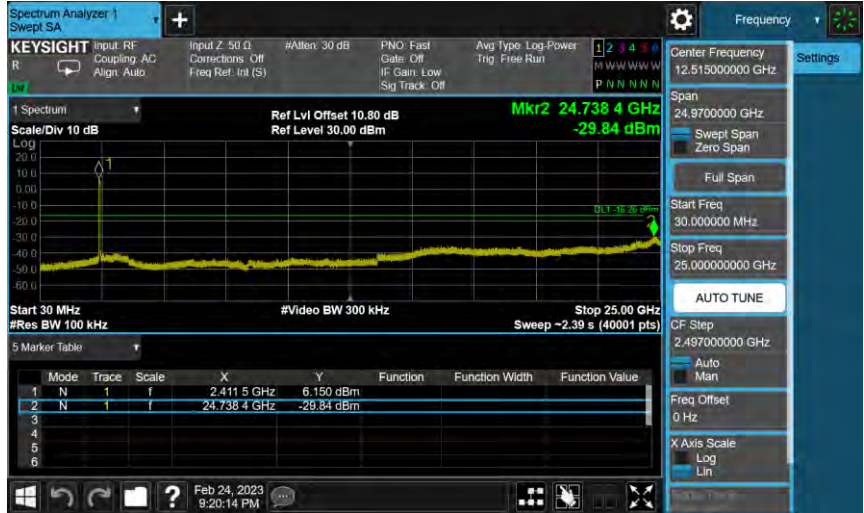 Spectrum Analyzer 1
Swept SA
+
Frequency
KEYSIGHT
R
Input: RF
Coupling: AC
Align: Auto
Input Z: 50 Ω
Corrections: Off
Freq Ref: Int (S)
#Atten: 30 dB
PNO: Fast
Gate: Off
IF Gain: Low
Sig Track: Off
Avg Type: Log-Power
Trig: Free Run
1 2 3 4 5 6
M W W W W W
P N N N N N
1 Spectrum
Scale/Div 10 dB
Ref Lvl Offset 10.80 dB
Ref Level 30.00 dBm
Mkr2 24.738 4 GHz
-29.84 dBm
Log
20.0
10.0
0.00
-10.0
-20.0
-30.0
-40.0
-50.0
-60.0
1
DL1 -16.26 dBm
2
Start 30 MHz
#Video BW 300 kHz
Stop 25.00 GHz
#Res BW 100 kHz
Sweep ~2.39 s (40001 pts)
5 Marker Table
Mode Trace Scale X Y Function Function Width Function Value
1 N 1 f 2.411 5 GHz 6.150 dBm
2 N 1 f 24.738 4 GHz -29.84 dBm
3
4
5
6
?
Feb 24, 2023
9:20:14 PM
Center Frequency
12.515000000 GHz
Settings
Span
24.9700000 GHz
Swept Span
Zero Span
Full Span
Start Freq
30.000000 MHz
Stop Freq
25.000000000 GHz
AUTO TUNE
CF Step
2.497000000 GHz
Auto
Man
Freq Offset
0 Hz
X Axis Scale
Log
Lin